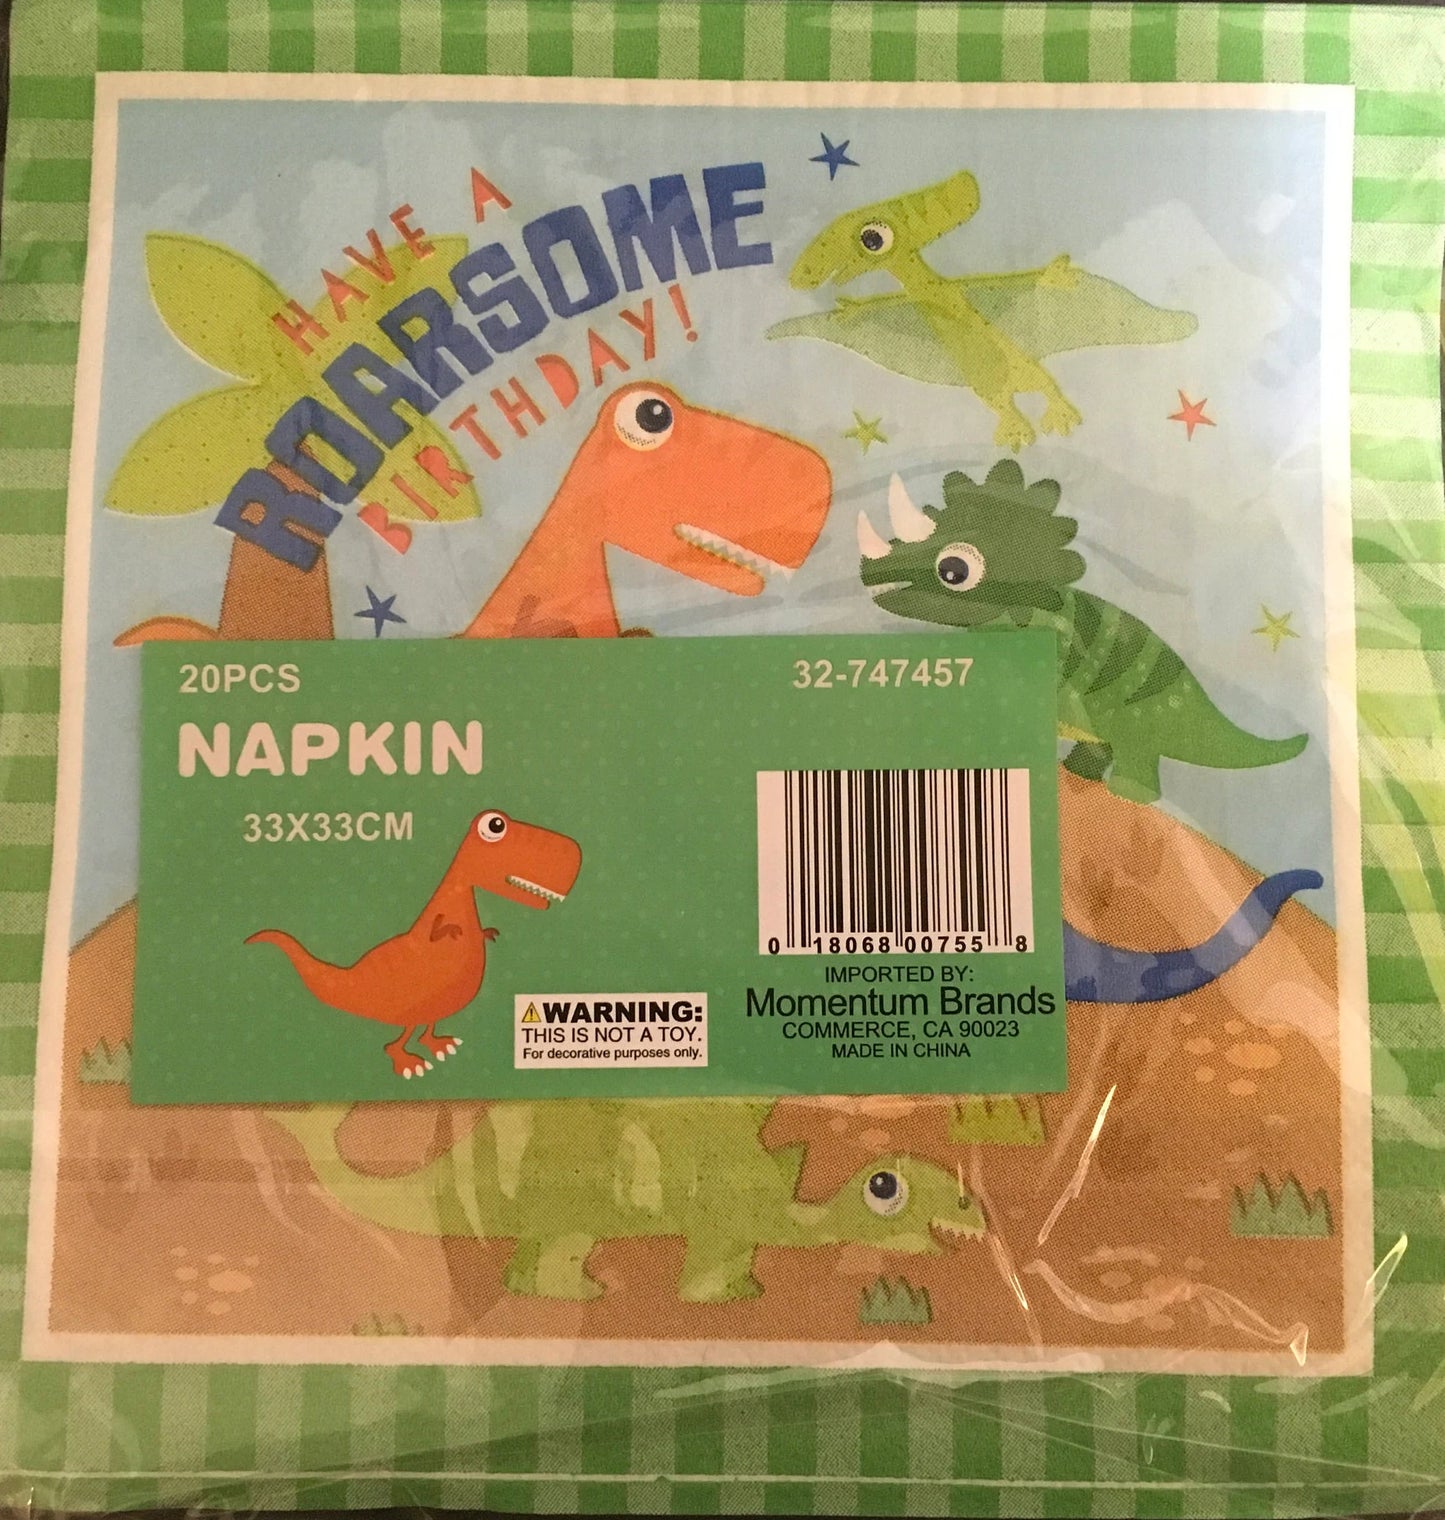 HAVE A
ROARSOME
BIRTHDAY!
20PCS
32-747457
NAPKIN
33X33CM
0 18068 00755 8
IMPORTED BY:
Momentum Brands
COMMERCE, CA 90023
MADE IN CHINA
WARNING:
THIS IS NOT A TOY.
For decorative purposes only.